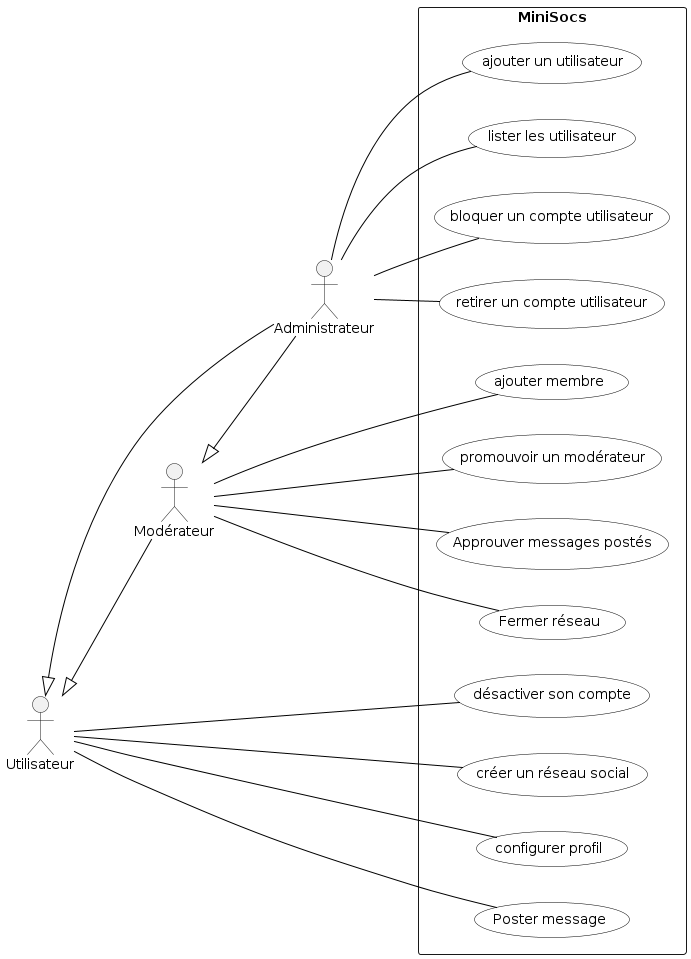 MiniSocs
ajouter un utilisateur
lister les utilisateur
bloquer un compte utilisateur
retirer un compte utilisateur
Administrateur
ajouter membre
promouvoir un modérateur
Modérateur
Approuver messages postés
Fermer réseau
désactiver son compte
Utilisateur
créer un réseau social
configurer profil
Poster message